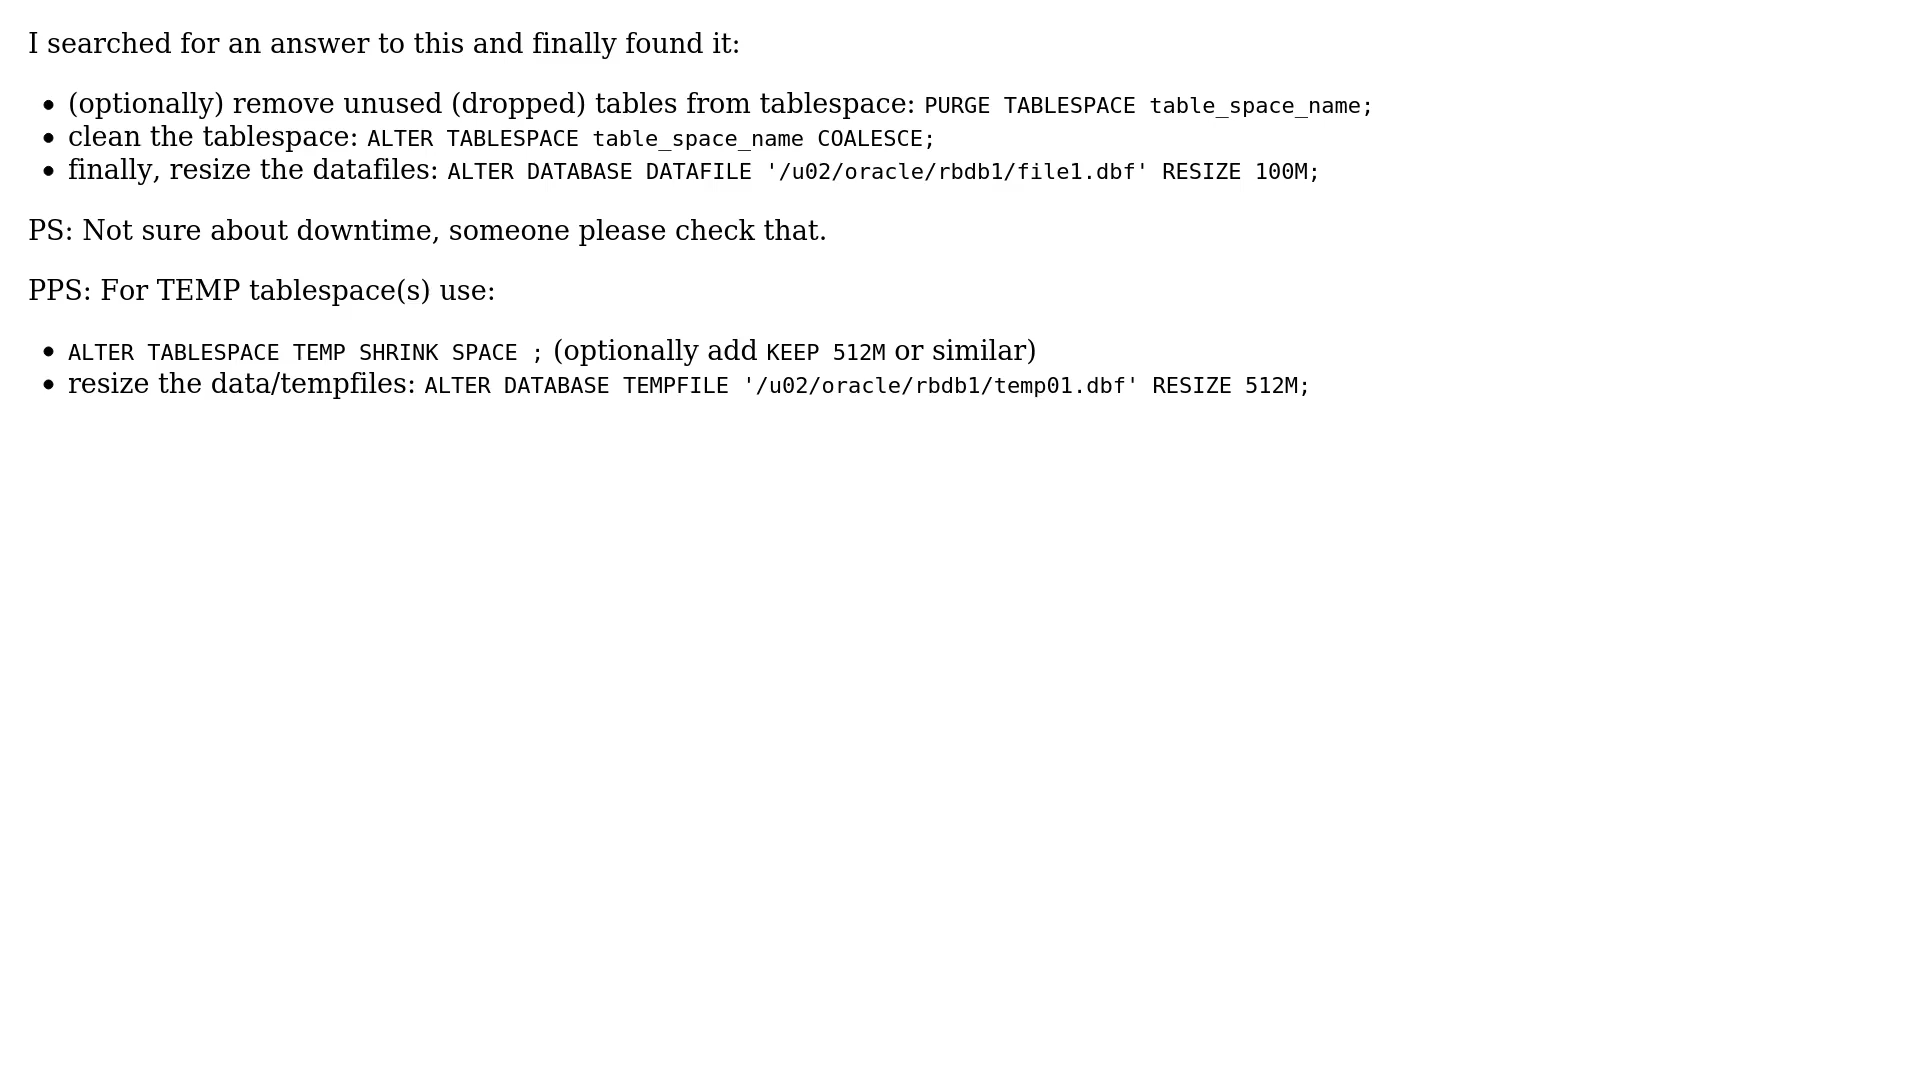 I searched for an answer to this and finally found it:
• (optionally) remove unused (dropped) tables from tablespace: PURGE TABLESPACE table_space_name;
• clean the tablespace: ALTER TABLESPACE table_space_name COALESCE;
• finally, resize the datafiles: ALTER DATABASE DATAFILE '/u02/oracle/rbdb1/file1.dbf' RESIZE 100M;
PS: Not sure about downtime, someone please check that.
PPS: For TEMP tablespace(s) use:
• ALTER TABLESPACE TEMP SHRINK SPACE ; (optionally add KEEP 512M or similar)
• resize the data/tempfiles: ALTER DATABASE TEMPFILE '/u02/oracle/rbdb1/temp01.dbf' RESIZE 512M;